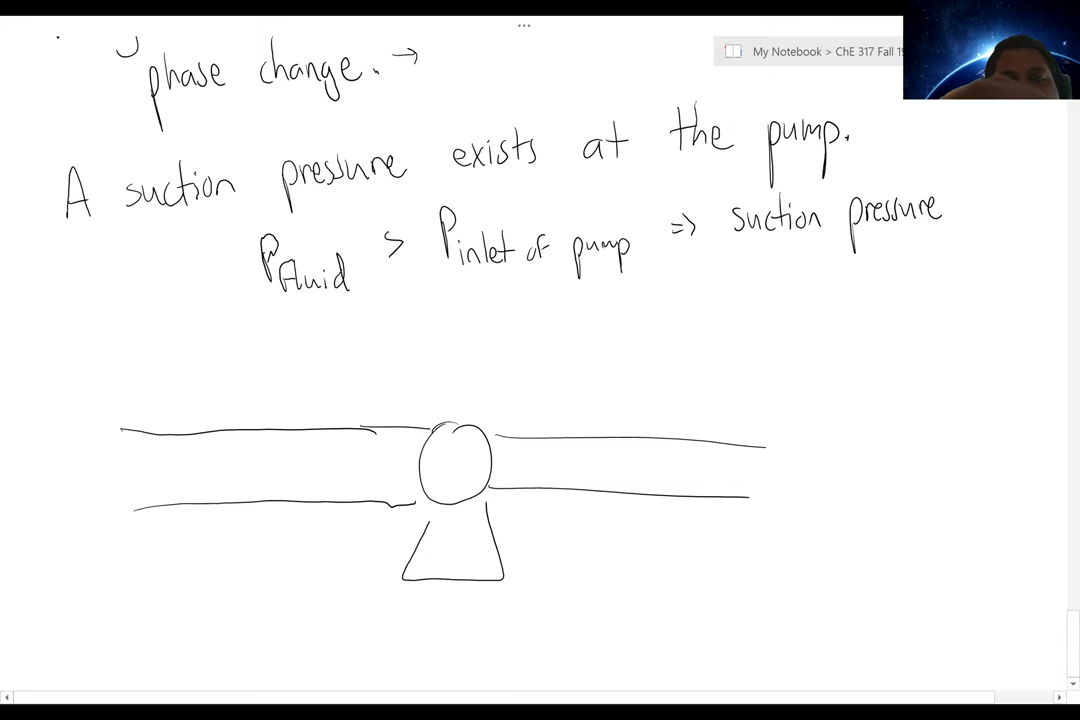 My Notebook > ChE 317 Fall 19
phase change. →
A suction pressure exists at the pump.
Pfluid > Pinlet of pump => suction pressure